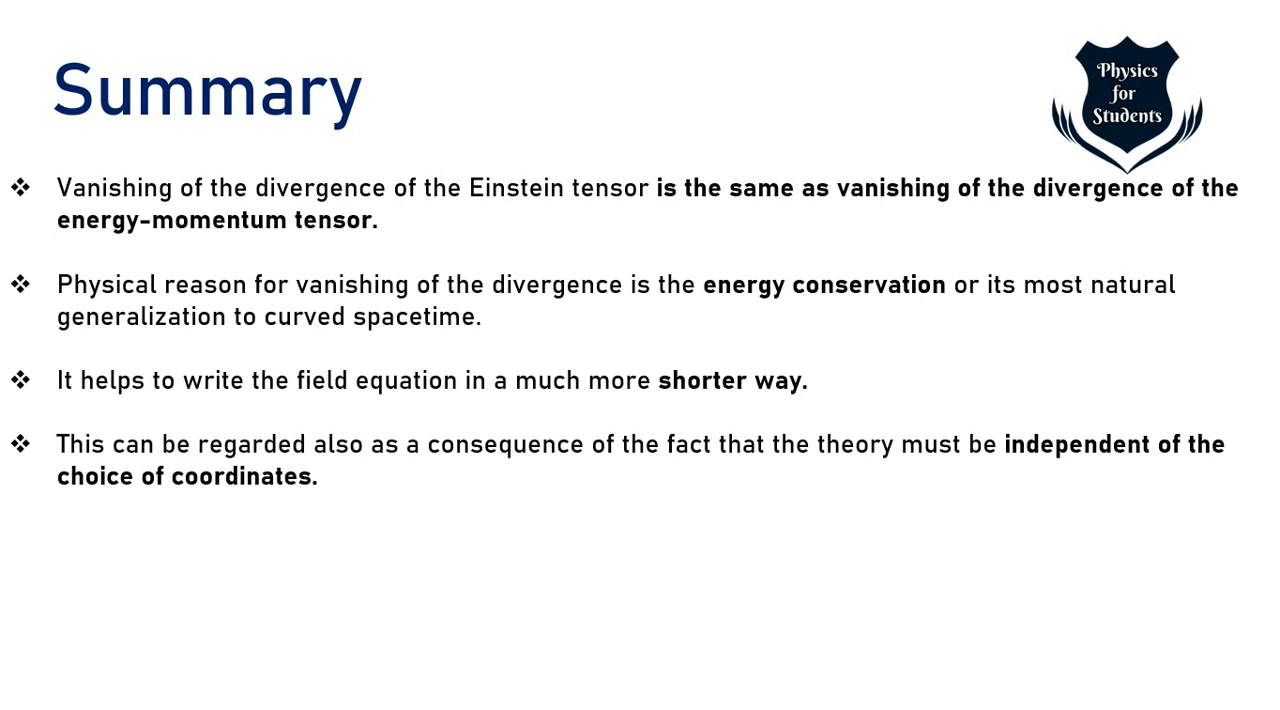 Summary
Physics
for
Students
❖ Vanishing of the divergence of the Einstein tensor is the same as vanishing of the divergence of the
energy-momentum tensor.
❖ Physical reason for vanishing of the divergence is the energy conservation or its most natural
generalization to curved spacetime.
❖ It helps to write the field equation in a much more shorter way.
❖ This can be regarded also as a consequence of the fact that the theory must be independent of the
choice of coordinates.